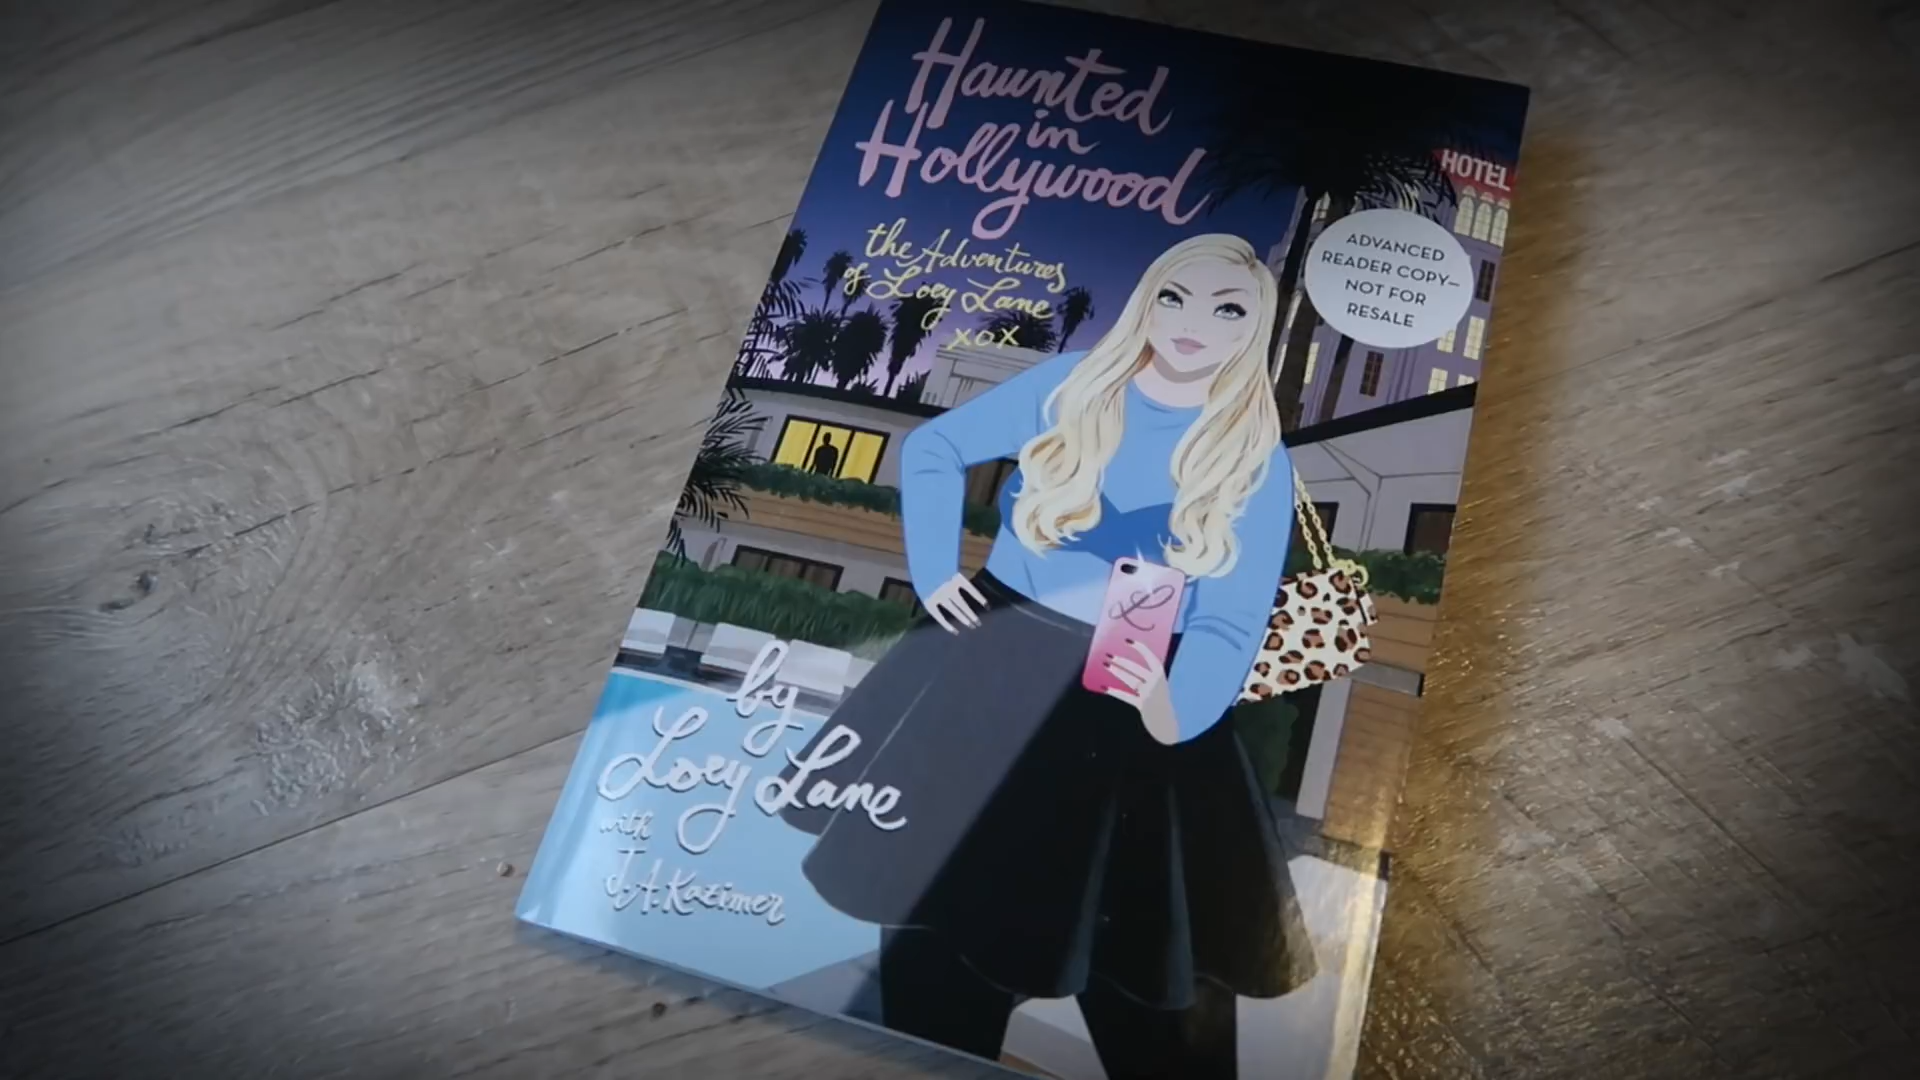 Haunted
in
Hollywood
the Adventures
of Loey Lane
xox
HOTEL
ADVANCED
READER COPY—
NOT FOR
RESALE
L
by
Loey Lane
with
J.A. Kazimer